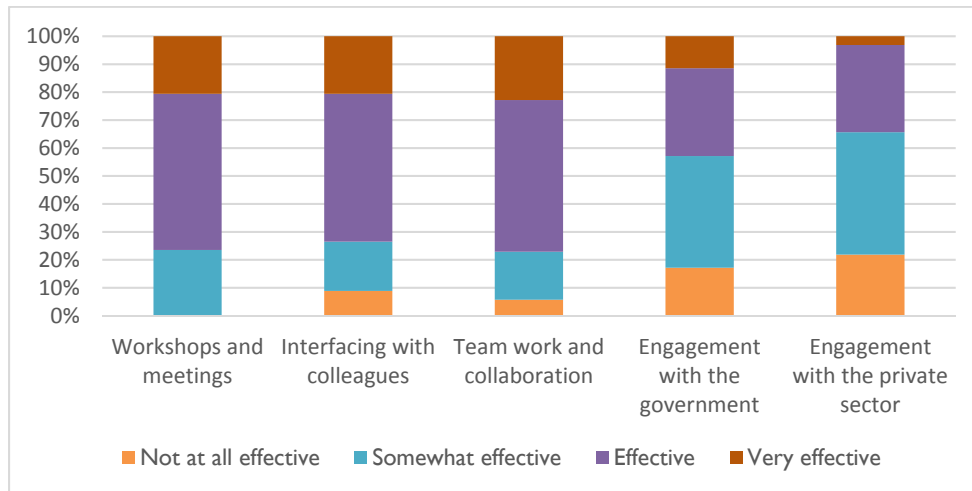 100%
90%
80%
70%
60%
50%
40%
30%
20%
10%
0%
Workshops and
meetings
Interfacing with
colleagues
Team work and
collaboration
Engagement
with the
government
Engagement
with the private
sector
Not at all effective
Somewhat effective
Effective
Very effective